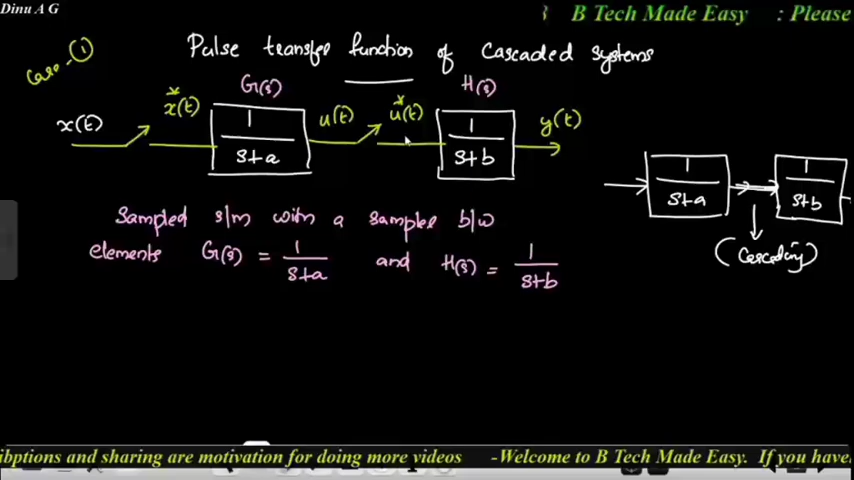 Dinu A G
B Tech Made Easy : Please
Case-①
Pulse transfer function of Cascaded systems
G(s)
H(s)
x(t)
x*(t)
1
s+a
u(t)
u*(t)
1
s+b
y(t)
1
s+a
1
s+b
(Cascading)
Sampled s/m with a sampler b/w
elements G(s) = 1/s+a and H(s) = 1/s+b
ibptions and sharing are motivation for doing more videos -Welcome to B Tech Made Easy. If you have